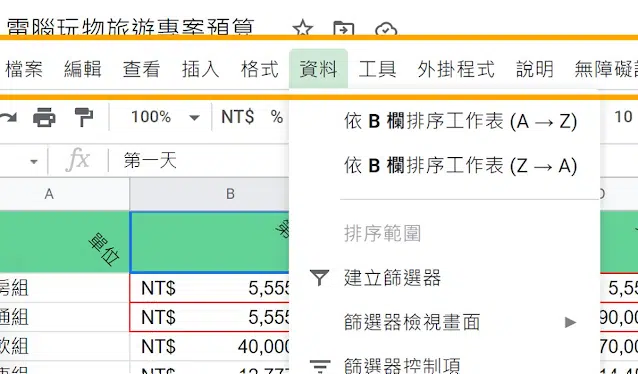 電腦玩物旅遊專案預算
檔案 編輯 查看 插入 格式 資料 工具 外掛程式 說明 無障礙
100% NT$ % 10
fx 第一天
依 B 欄排序工作表 (A → Z)
依 B 欄排序工作表 (Z → A)
排序範圍
建立篩選器
篩選器檢視畫面
篩選器控制項
A B
單位 第
房組 NT$ 5,555 5,55
通組 NT$ 5,555 90,00
飲組 NT$ 40,000 70,00